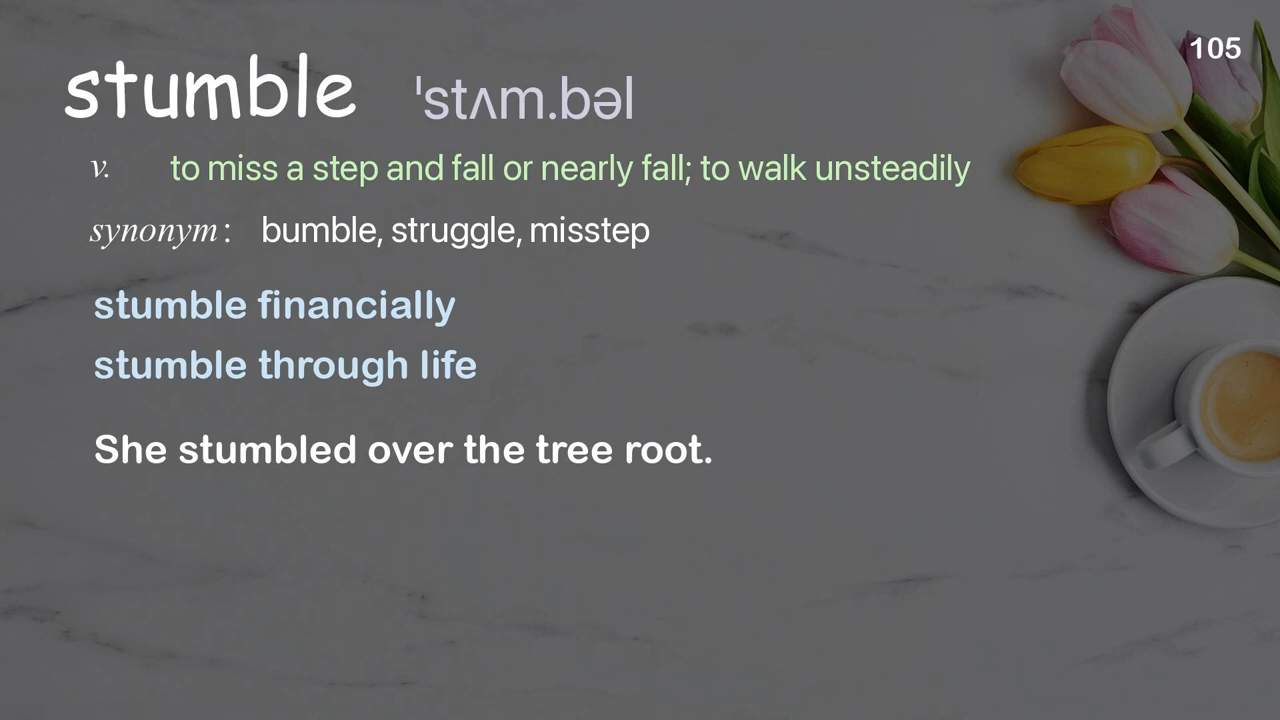 105
stumble ˈstʌm.bəl
v. to miss a step and fall or nearly fall; to walk unsteadily
synonym: bumble, struggle, misstep
stumble financially
stumble through life
She stumbled over the tree root.